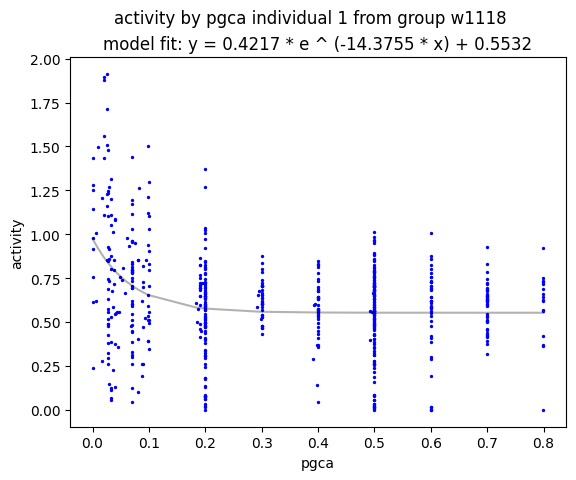 activity by pgca individual 1 from group w1118
model fit: y = 0.4217 * e ^ (-14.3755 * x) + 0.5532
2.00
1.75
1.50
1.25
1.00
0.75
0.50
0.25
0.00
activity
0.0 0.1 0.2 0.3 0.4 0.5 0.6 0.7 0.8
pgca